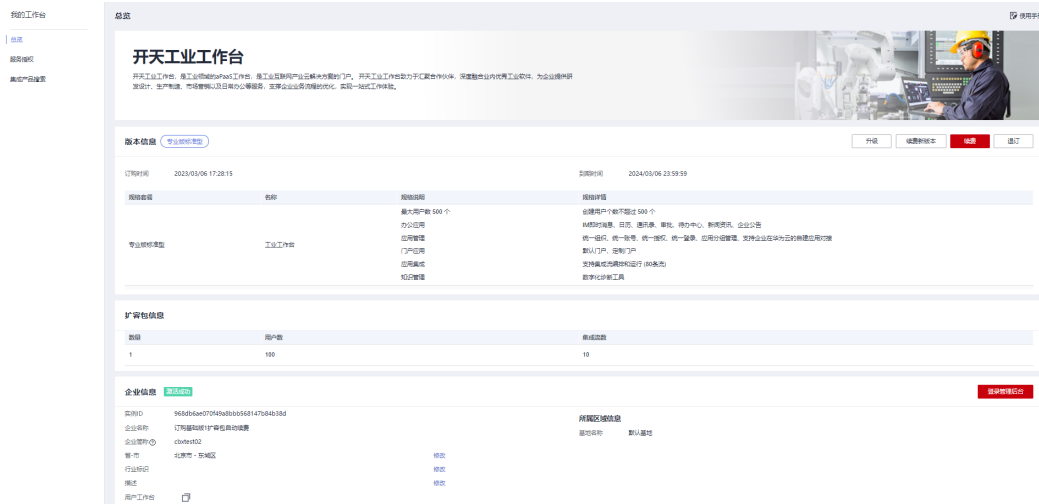 我的工作台
总览
服务授权
集成产品搜索
总览
使用手册
开天工业工作台
开天工业工作台，是工业领域的aPaaS工作台，是工业互联网产业云解决方案的门户。 开天工业工作台致力于汇聚合作伙伴、深度融合业内优秀工业软件，为企业提供研
发设计、生产制造、市场营销以及日常办公等服务，支撑企业业务流程的优化，实现一站式工作体验。
版本信息 专业版标准型 升级 续费新版本 续费 退订
订购时间 2023/03/06 17:28:15 到期时间 2024/03/06 23:59:59
规格套餐 名称 规格说明 规格详情
最大用户数 500 个 创建用户个数不超过 500 个
办公应用 IM即时消息、日历、通讯录、审批、待办中心、新闻资讯、企业公告
应用管理 统一组织、统一账号、统一授权、统一登录、应用分组管理、支持企业在华为云的自建应用对接
专业版标准型 工业工作台 门户应用 默认门户、定制门户
应用集成 支持集成流编排和运行 (80条流)
知识管理 数字化诊断工具
扩容包信息
数量 用户数 集成流数
1 100 10
企业信息 激活成功 登录管理后台
实例ID 968db6ae070f49a8bbb568147b84b38d
所属区域信息
企业名称 订购基础版1扩容包自动续费
基地名称 默认基地
企业简称 cbxtest02
省-市 北京市 - 东城区 修改
行业标识 修改
描述 修改
用户工作台